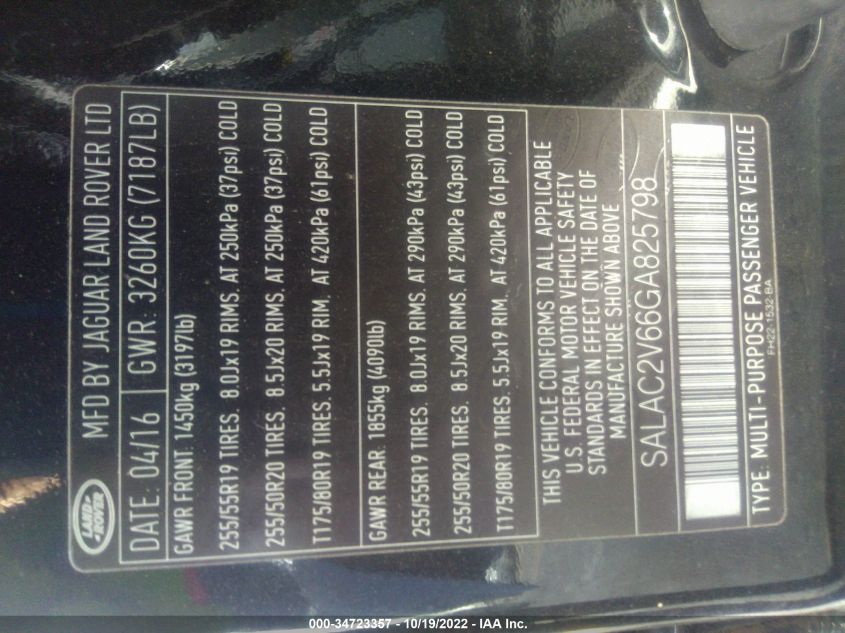 LAND ROVER
MFD BY JAGUAR LAND ROVER LTD
DATE: 04/16 GWR: 3260KG (7187LB)
GAWR FRONT: 1450kg (3197lb)
255/55R19 TIRES. 8.0Jx19 RIMS. AT 250kPa (37psi) COLD
255/50R20 TIRES. 8.5Jx20 RIMS. AT 250kPa (37psi) COLD
T175/80R19 TIRES. 5.5Jx19 RIM, AT 420kPa (61psi) COLD
GAWR REAR: 1855kg (4090lb)
255/55R19 TIRES. 8.0Jx19 RIMS. AT 290kPa (43psi) COLD
255/50R20 TIRES. 8.5Jx20 RIMS. AT 290kPa (43psi) COLD
T175/80R19 TIRES. 5.5Jx19 RIM, AT 420kPa (61psi) COLD
THIS VEHICLE CONFORMS TO ALL APPLICABLE
U.S. FEDERAL MOTOR VEHICLE SAFETY
STANDARDS IN EFFECT ON THE DATE OF
MANUFACTURE SHOWN ABOVE
SALAC2V66GA825798
TYPE: MULTI-PURPOSE PASSENGER VEHICLE
FH22-1532-BA
000-34723357 - 10/19/2022 - IAA Inc.